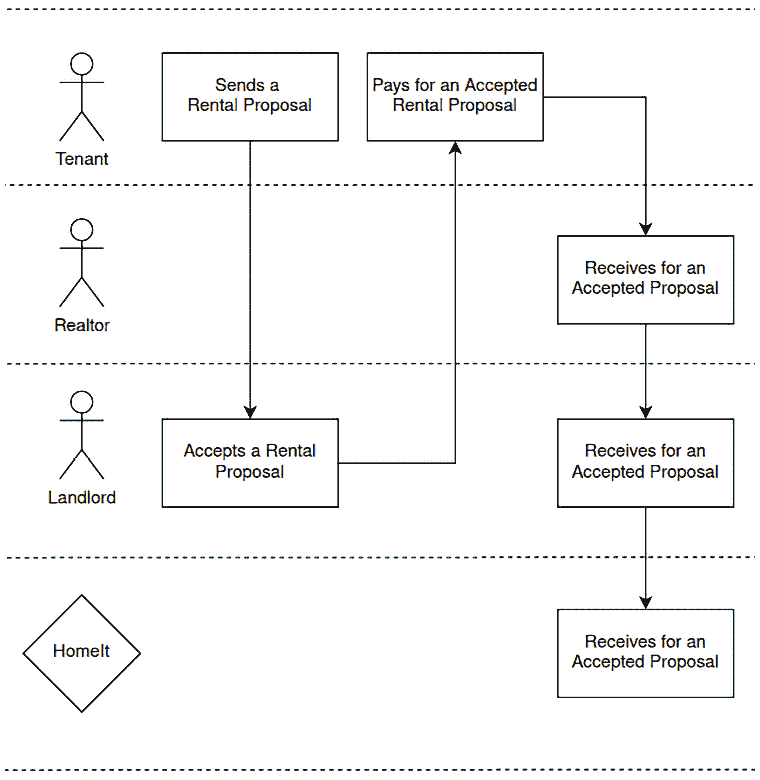 Sends a
Rental Proposal
Pays for an Accepted
Rental Proposal
Tenant
Receives for an
Accepted Proposal
Realtor
Accepts a Rental
Proposal
Receives for an
Accepted Proposal
Landlord
HomeIt
Receives for an
Accepted Proposal